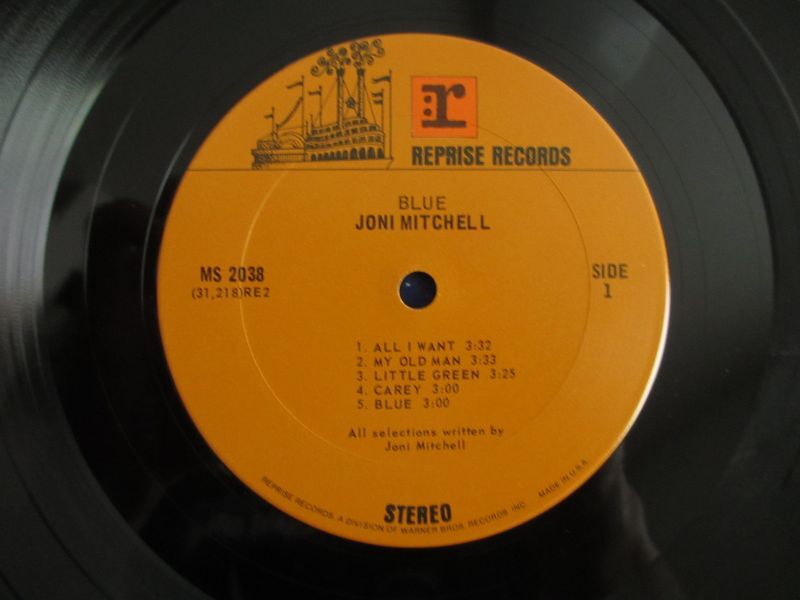 :r
REPRISE RECORDS
BLUE
JONI MITCHELL
MS 2038
(31,218)RE2
SIDE
1
1. ALL I WANT 3:32
2. MY OLD MAN 3:33
3. LITTLE GREEN 3:25
4. CAREY 3:00
5. BLUE 3:00
All selections written by
Joni Mitchell
STEREO
REPRISE RECORDS, A DIVISION OF WARNER BROS. RECORDS, INC. MADE IN U.S.A.